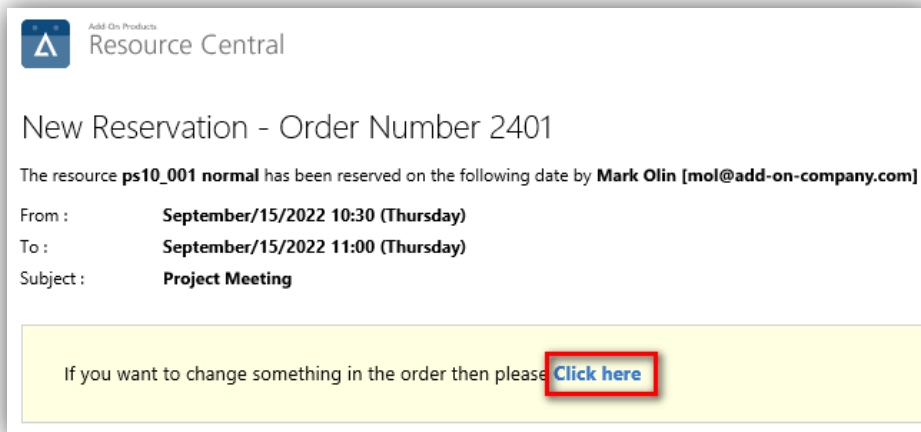 Add-On Products
Resource Central
New Reservation - Order Number 2401
The resource ps10_001 normal has been reserved on the following date by Mark Olin [mol@add-on-company.com]
From : September/15/2022 10:30 (Thursday)
To : September/15/2022 11:00 (Thursday)
Subject : Project Meeting
If you want to change something in the order then please Click here